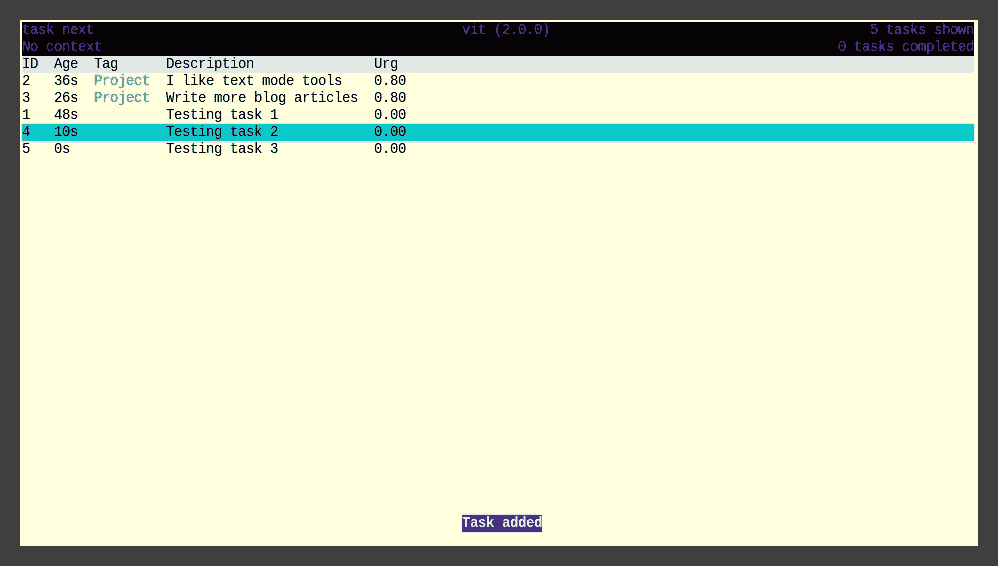 task next vit (2.0.0) 5 tasks shown
No context 0 tasks completed
ID Age Tag Description Urg
2 36s Project I like text mode tools 0.80
3 26s Project Write more blog articles 0.80
1 48s Testing task 1 0.00
4 10s Testing task 2 0.00
5 0s Testing task 3 0.00
Task added